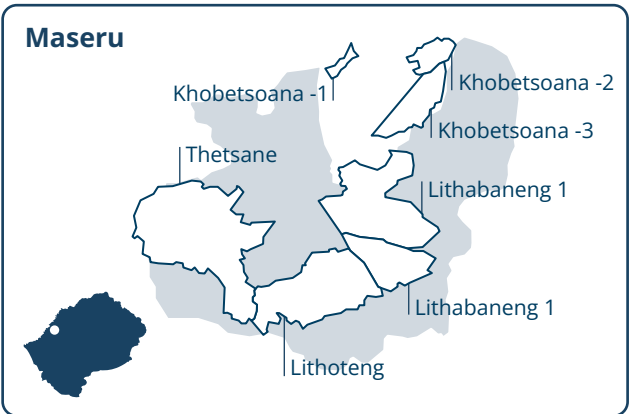 Maseru
Khobetsoana -1
Khobetsoana -2
Khobetsoana -3
Thetsane
Lithabaneng 1
Lithabaneng 1
Lithoteng